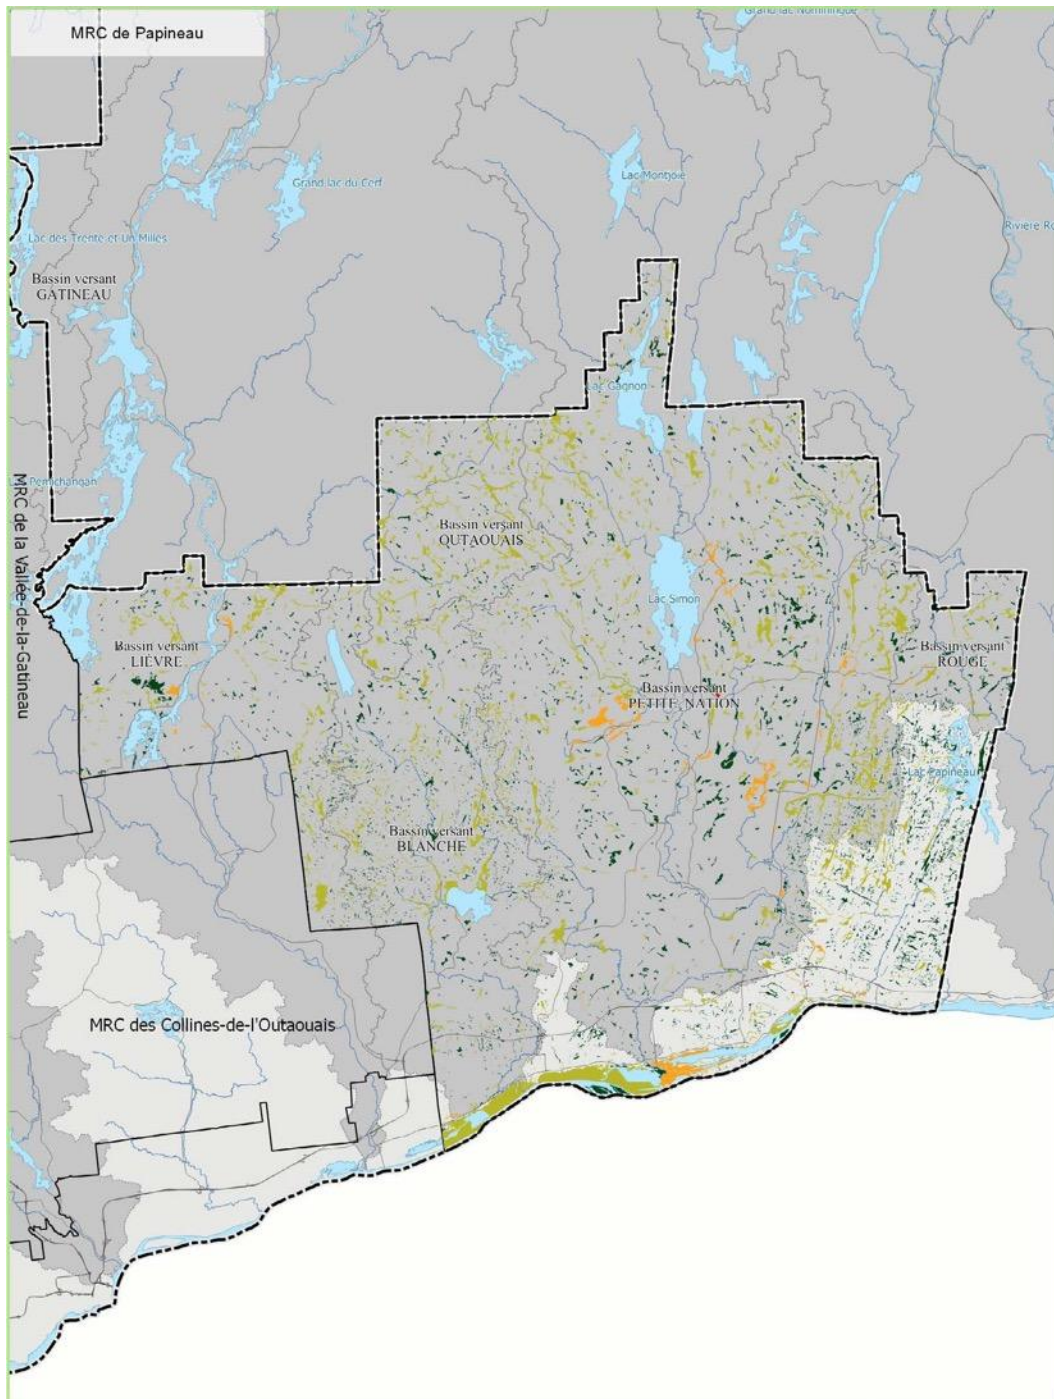 MRC de Papineau
Grand lac Nominingue
Lac Montjoie
Grand lac du Cerf
Lac des Trente et Un Milles
Rivière Ro
Bassin versant
GATINEAU
Lac Gagnon
Pemichangan
MRC de la Vallée-de-la-Gatineau
Bassin versant
OUTAOUAIS
Lac Simon
Bassin versant
LIÈVRE
Bassin versant
ROUGE
Bassin versant
PETITE NATION
Lac Papineau
Bassin versant
BLANCHE
MRC des Collines-de-l'Outaouais